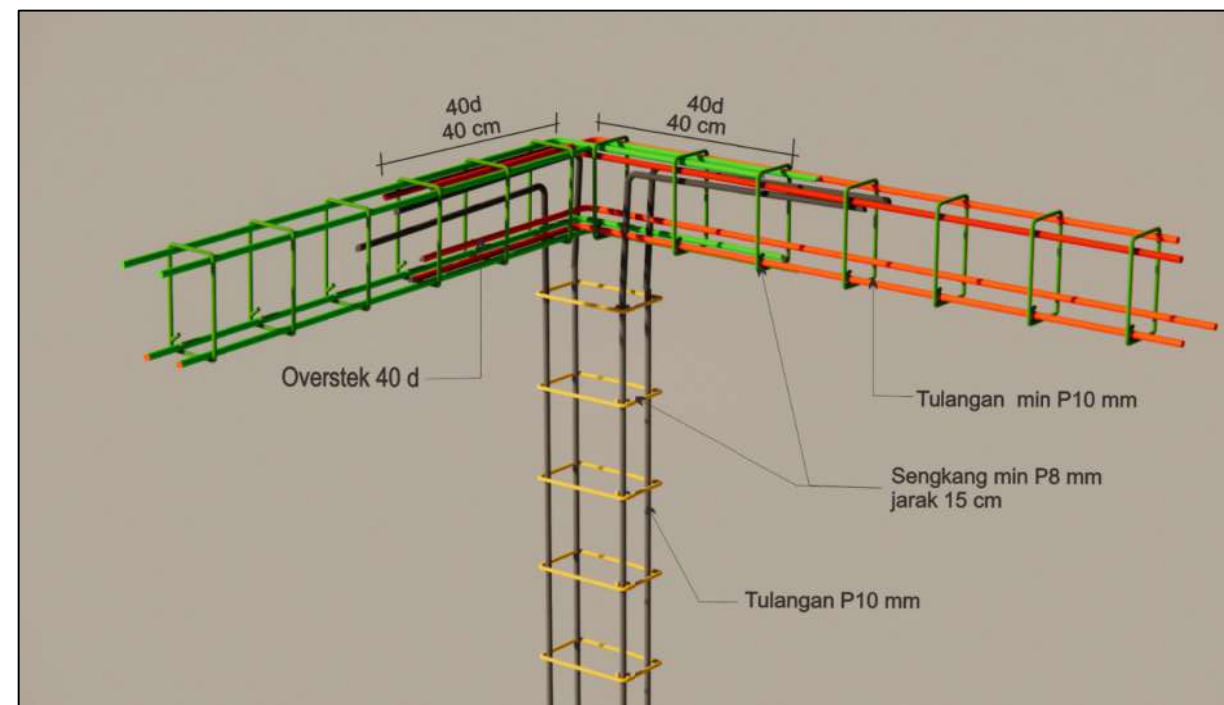 40d
40 cm
40d
40 cm
Overstek 40 d
Tulangan min P10 mm
Sengkang min P8 mm
jarak 15 cm
Tulangan P10 mm